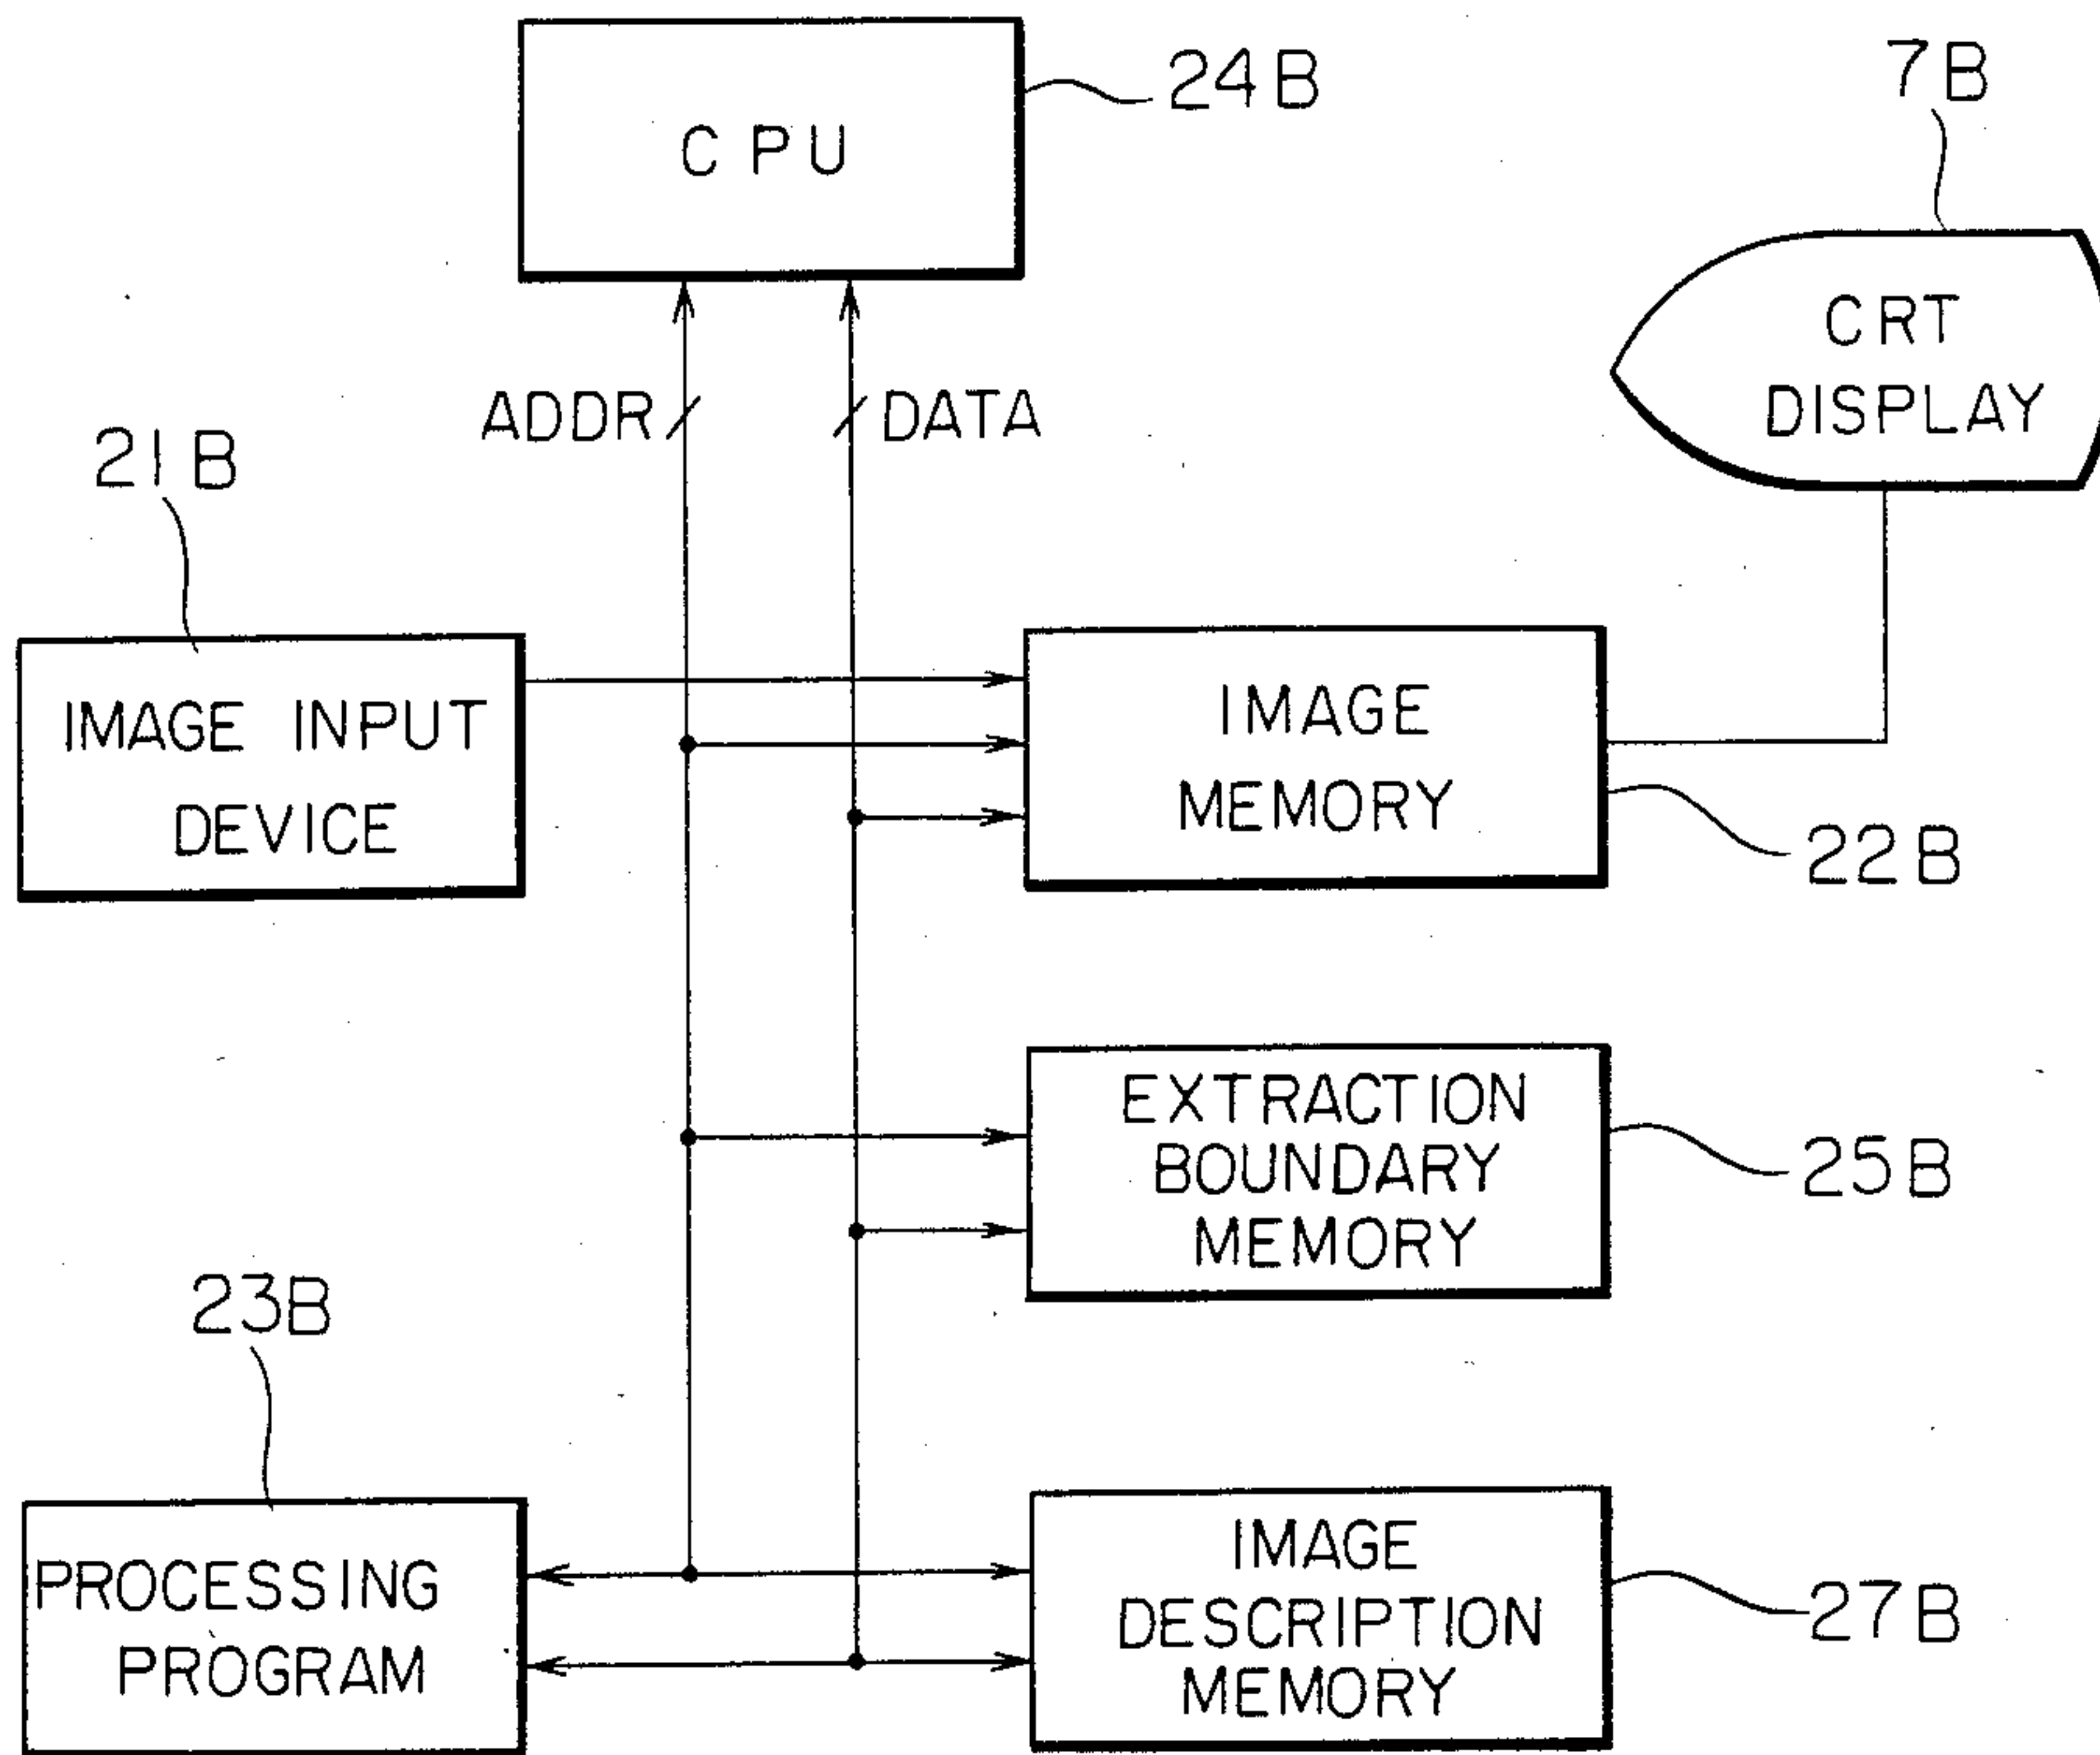 24B
7B
CPU
CRT
DISPLAY
ADDR
DATA
21B
IMAGE INPUT
DEVICE
IMAGE
MEMORY
22B
EXTRACTION
BOUNDARY
MEMORY
25B
23B
PROCESSING
PROGRAM
IMAGE
DESCRIPTION
MEMORY
27B